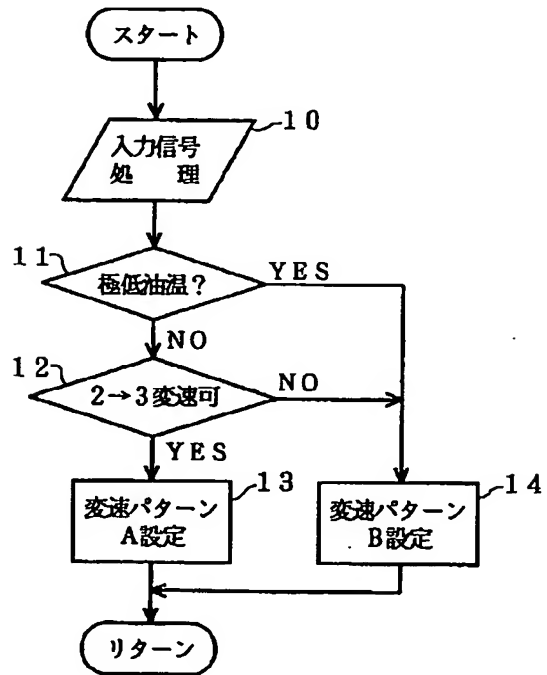 スタート
10
入力信号
処　理
11
極低油温？
YES
NO
12
2→3変速可
NO
YES
13
変速パターン
A設定
14
変速パターン
B設定
リターン